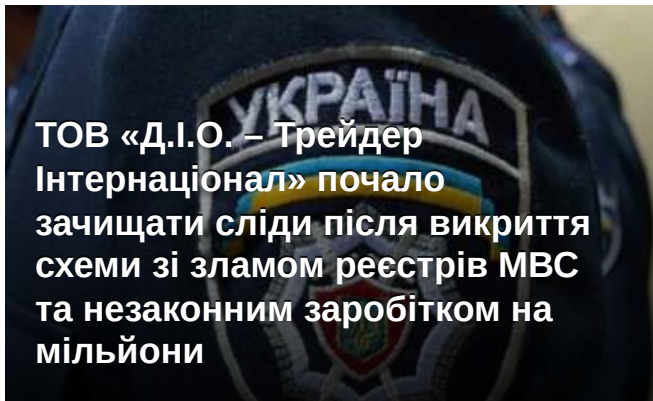 УКРАЇНА
ТОВ «Д.І.О. – Трейдер
Інтернаціонал» почало
зачищати сліди після викриття
схеми зі зламом реєстрів МВС
та незаконним заробітком на
мільйони